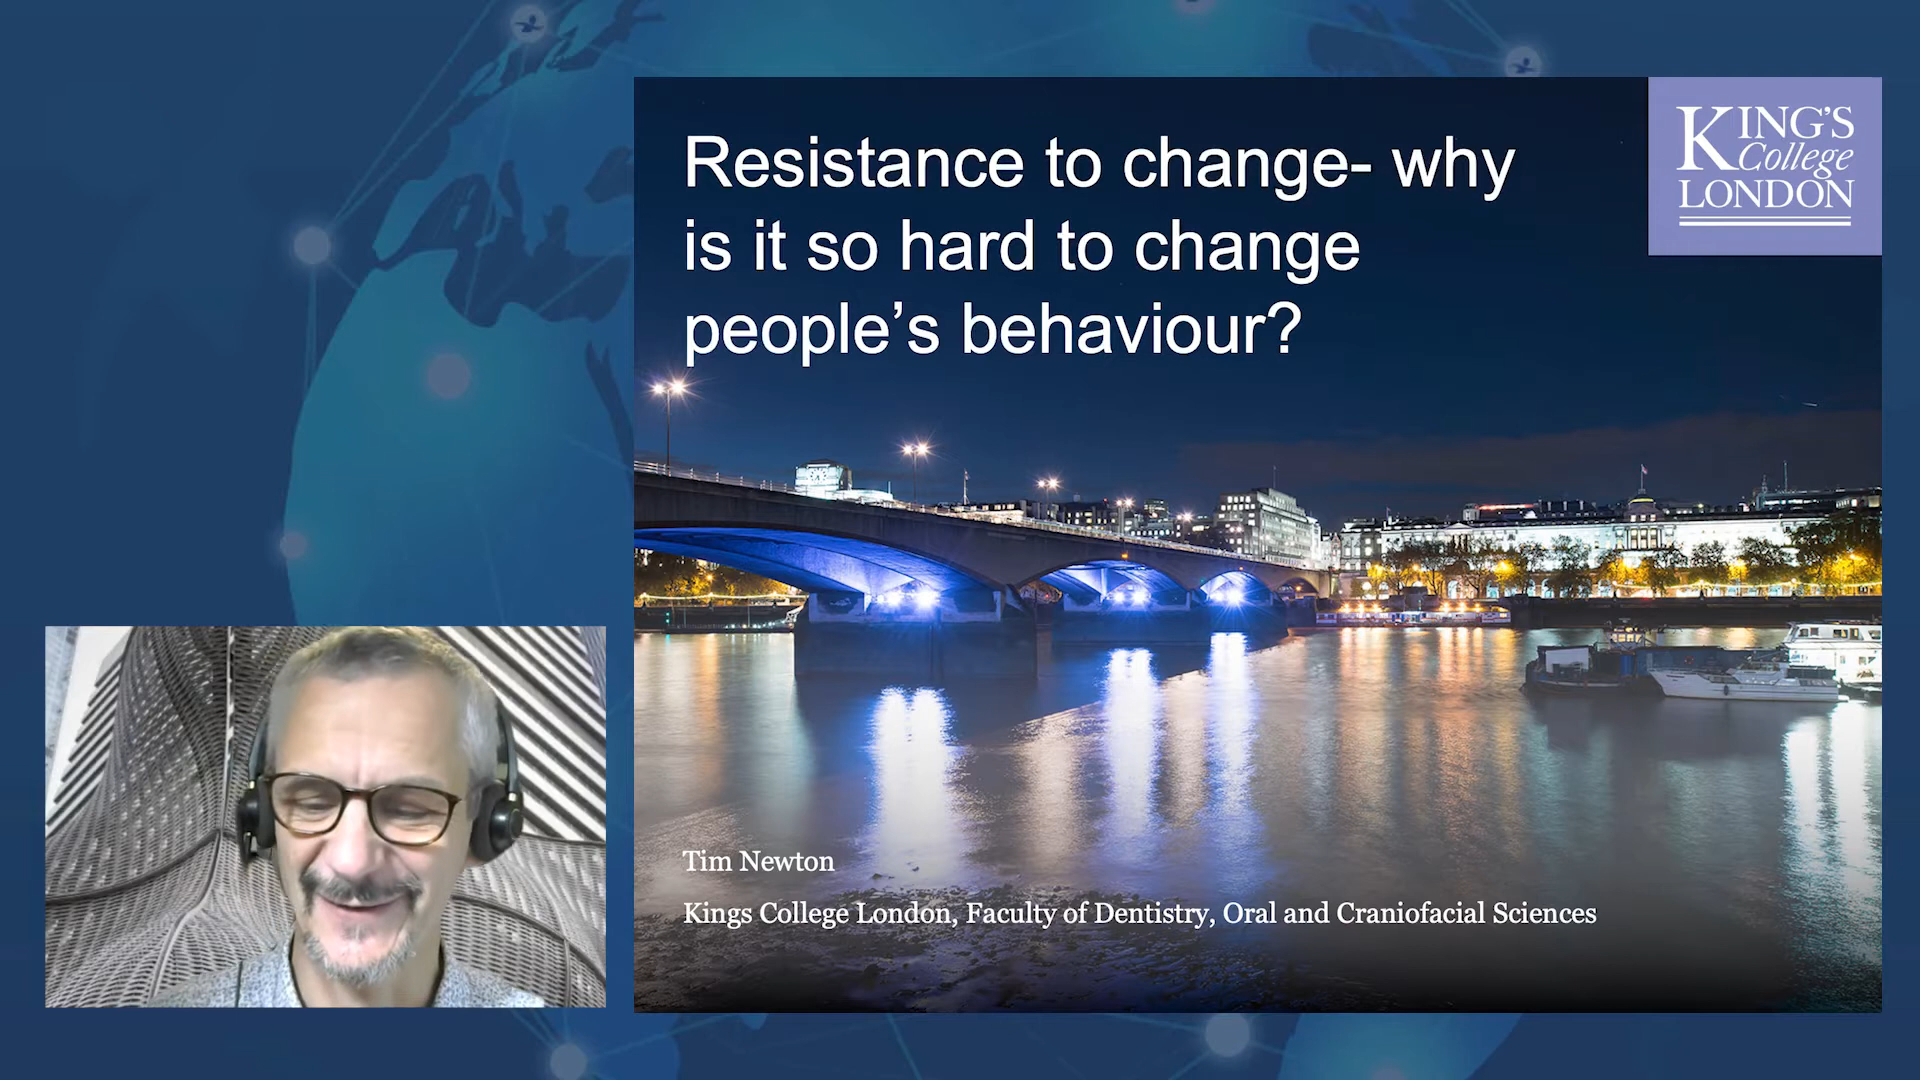 Resistance to change- why
is it so hard to change
people’s behaviour?
KING'S
College
LONDON
Tim Newton
Kings College London, Faculty of Dentistry, Oral and Craniofacial Sciences